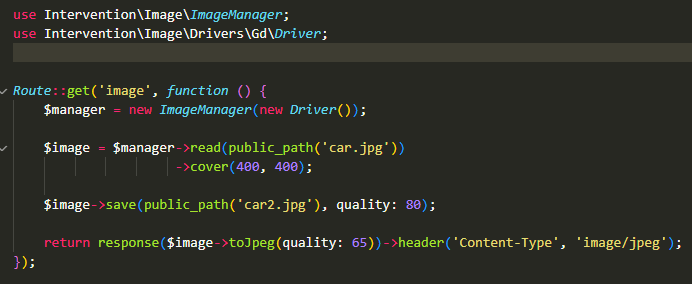 use Intervention\Image\ImageManager;
use Intervention\Image\Drivers\Gd\Driver;
Route::get('image', function () {
    $manager = new ImageManager(new Driver());
    $image = $manager->read(public_path('car.jpg'))
                     ->cover(400, 400);
    $image->save(public_path('car2.jpg'), quality: 80);
    return response($image->toJpeg(quality: 65))->header('Content-Type', 'image/jpeg');
});